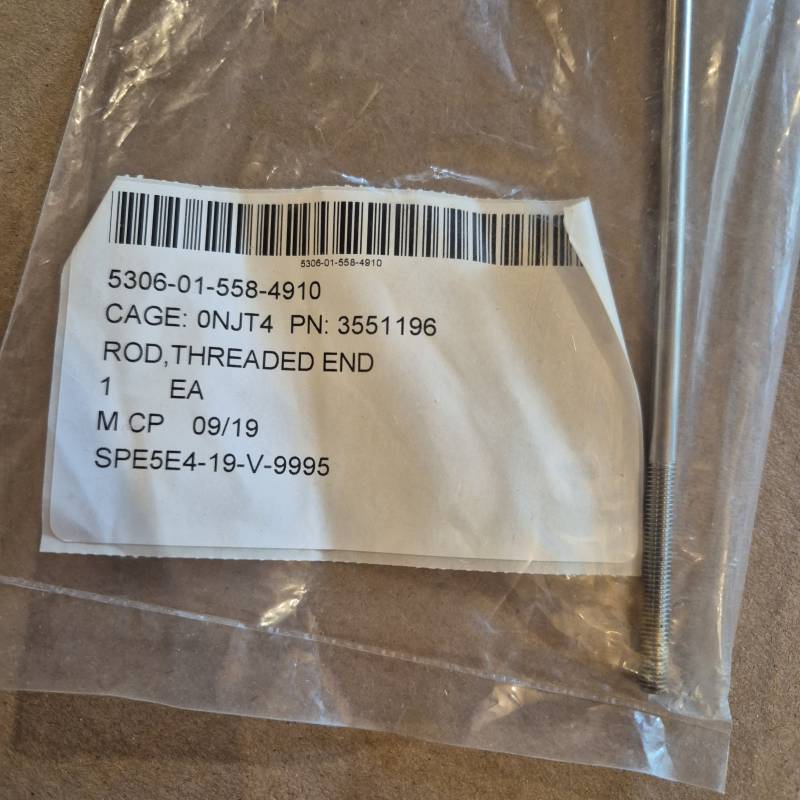 5306-01-558-4910
5306-01-558-4910
CAGE: 0NJT4 PN: 3551196
ROD,THREADED END
1 EA
M CP 09/19
SPE5E4-19-V-9995